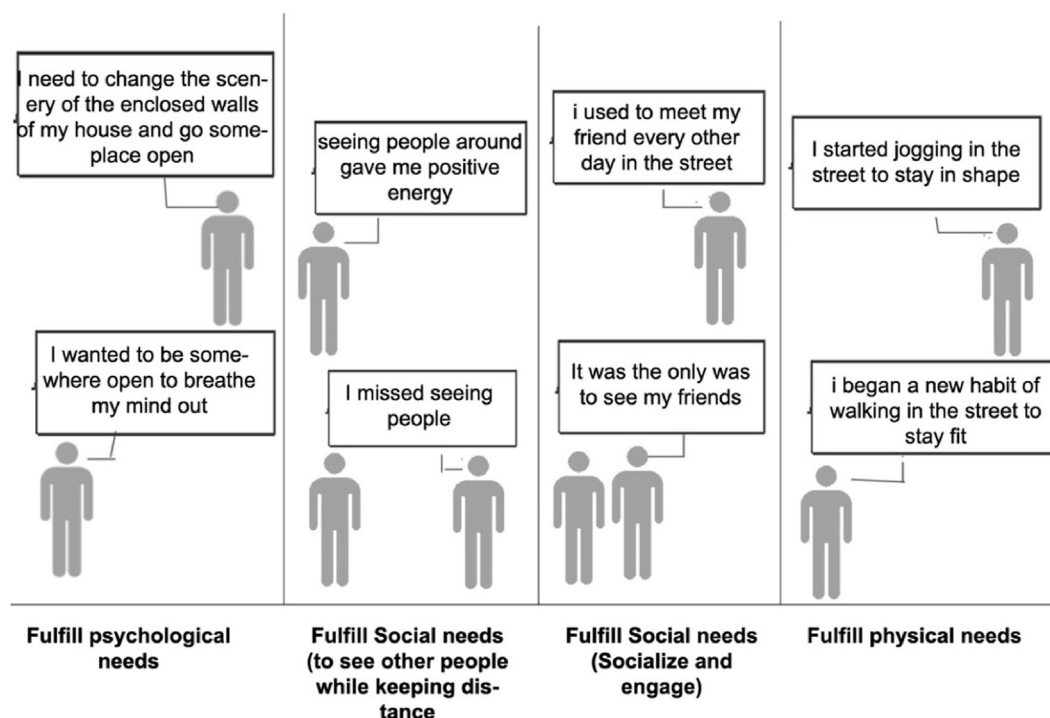 I need to change the scen-
ery of the enclosed walls
of my house and go some-
place open
I wanted to be some-
where open to breathe
my mind out
Fulfill psychological
needs
seeing people around
gave me positive
energy
I missed seeing
people
Fulfill Social needs
(to see other people
while keeping dis-
tance
i used to meet my
friend every other
day in the street
It was the only was
to see my friends
Fulfill Social needs
(Socialize and
engage)
I started jogging in the
street to stay in shape
i began a new habit of
walking in the street to
stay fit
Fulfill physical needs